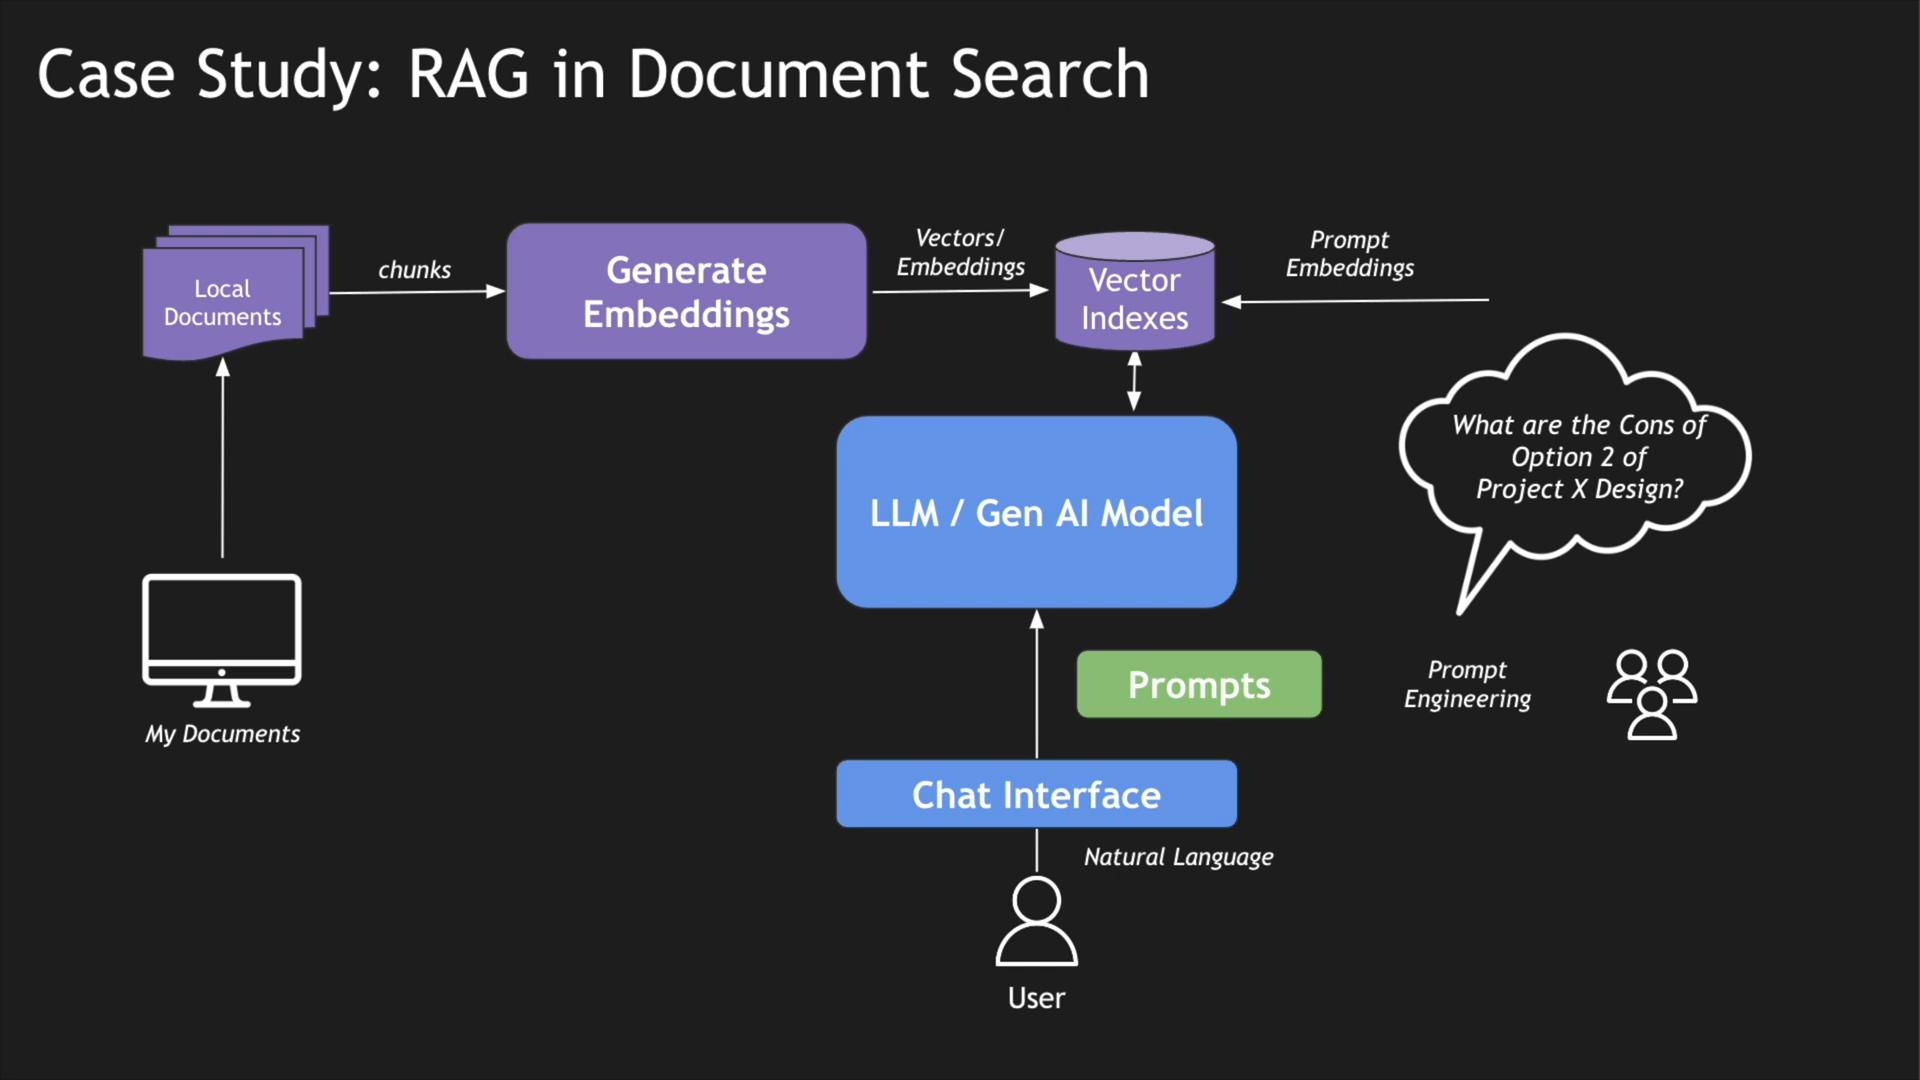 Case Study: RAG in Document Search
Local
Documents
chunks
Generate
Embeddings
Vectors/
Embeddings
Vector
Indexes
Prompt
Embeddings
What are the Cons of
Option 2 of
Project X Design?
LLM / Gen AI Model
Prompts
Prompt
Engineering
My Documents
Chat Interface
Natural Language
User